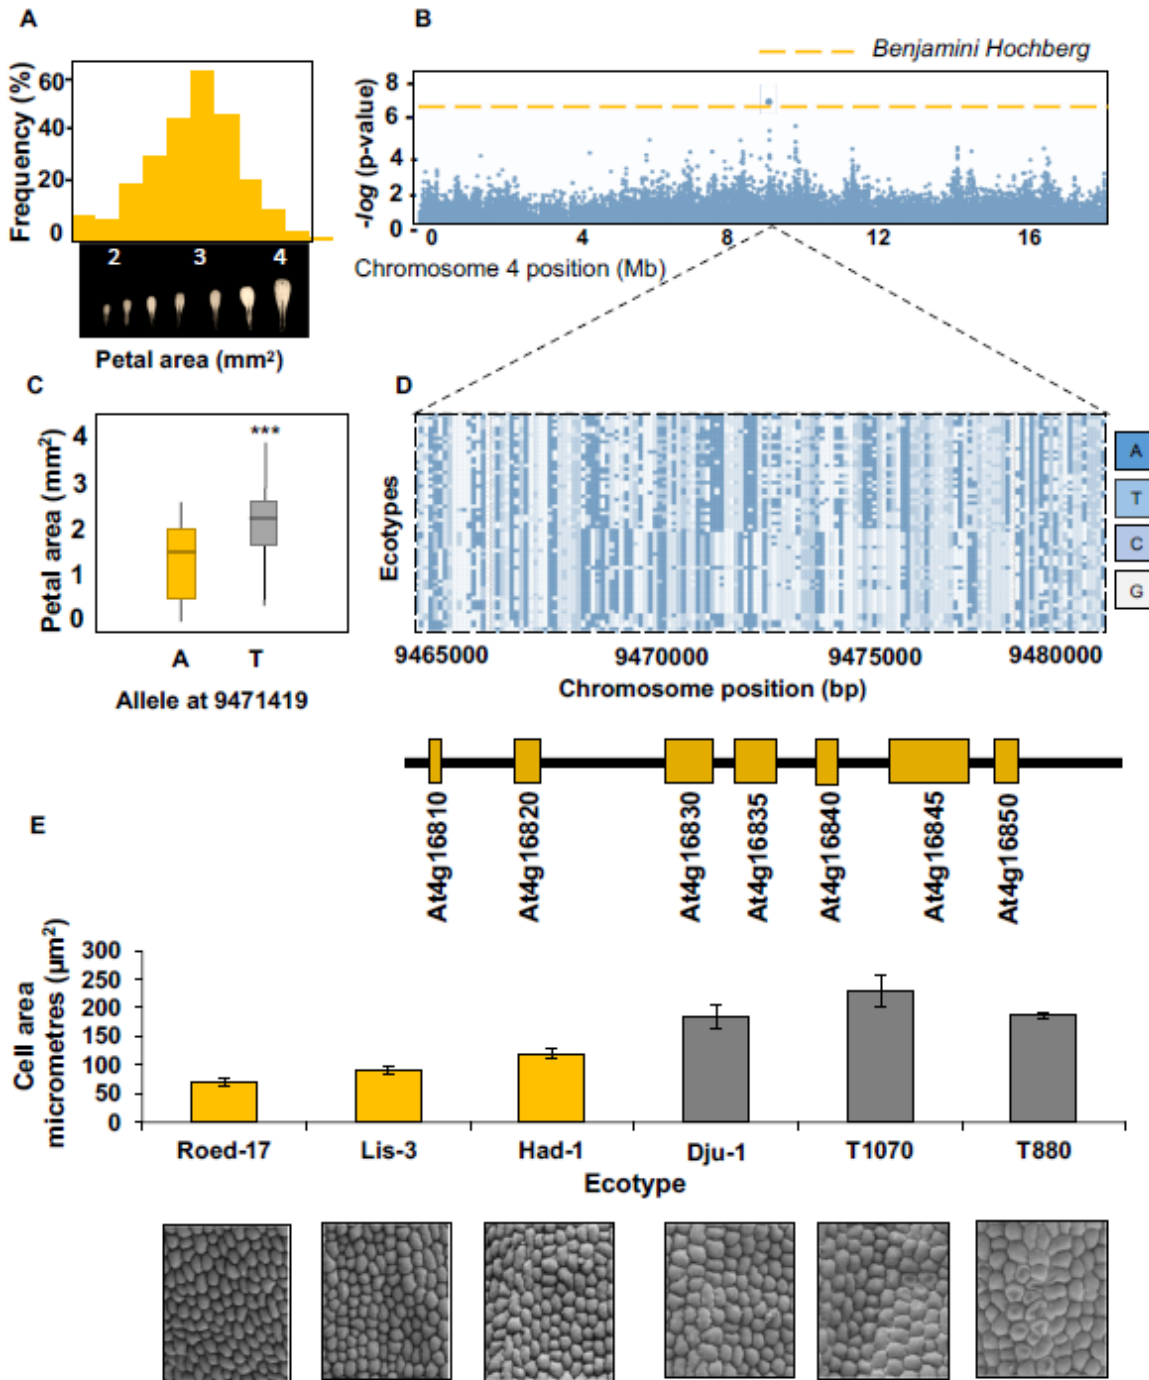 A
Frequency (%)
60
40
20
0
2 3 4
Petal area (mm²)
B
Benjamini Hochberg
-log (p-value)
8
6
4
2
0
0 4 8 12 16
Chromosome 4 position (Mb)
C
Petal area (mm²)
4
3
2
1
0
***
A T
Allele at 9471419
D
Ecotypes
A
T
C
G
9465000 9470000 9475000 9480000
Chromosome position (bp)
At4g16810
At4g16820
At4g16830
At4g16835
At4g16840
At4g16845
At4g16850
E
Cell area
micrometres (µm²)
300
250
200
150
100
50
0
Roed-17 Lis-3 Had-1 Dju-1 T1070 T880
Ecotype